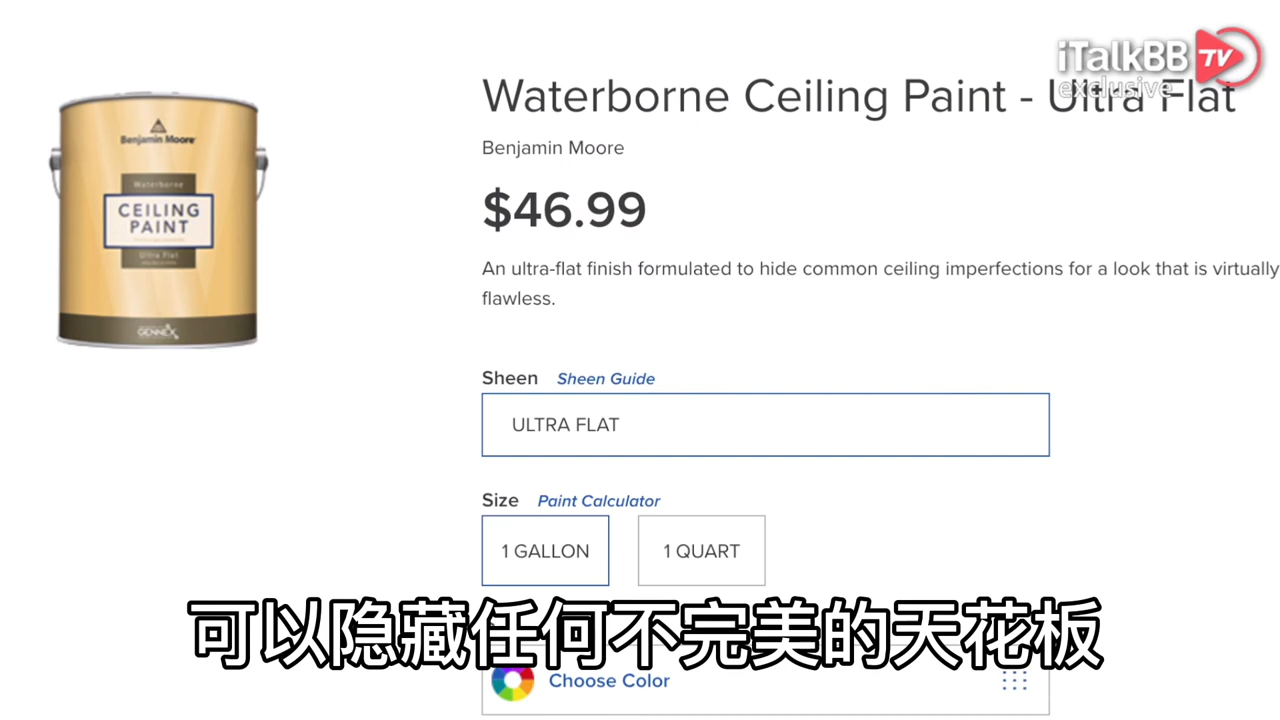 iTalkBB TV
exclusive
Waterborne Ceiling Paint - Ultra Flat
Benjamin Moore
$46.99
An ultra-flat finish formulated to hide common ceiling imperfections for a look that is virtually
flawless.
Benjamin Moore
Waterborne
CEILING
PAINT
Ultra Flat
GENNEX
Sheen Sheen Guide
ULTRA FLAT
Size Paint Calculator
1 GALLON 1 QUART
可以隐藏任何不完美的天花板
Choose Color